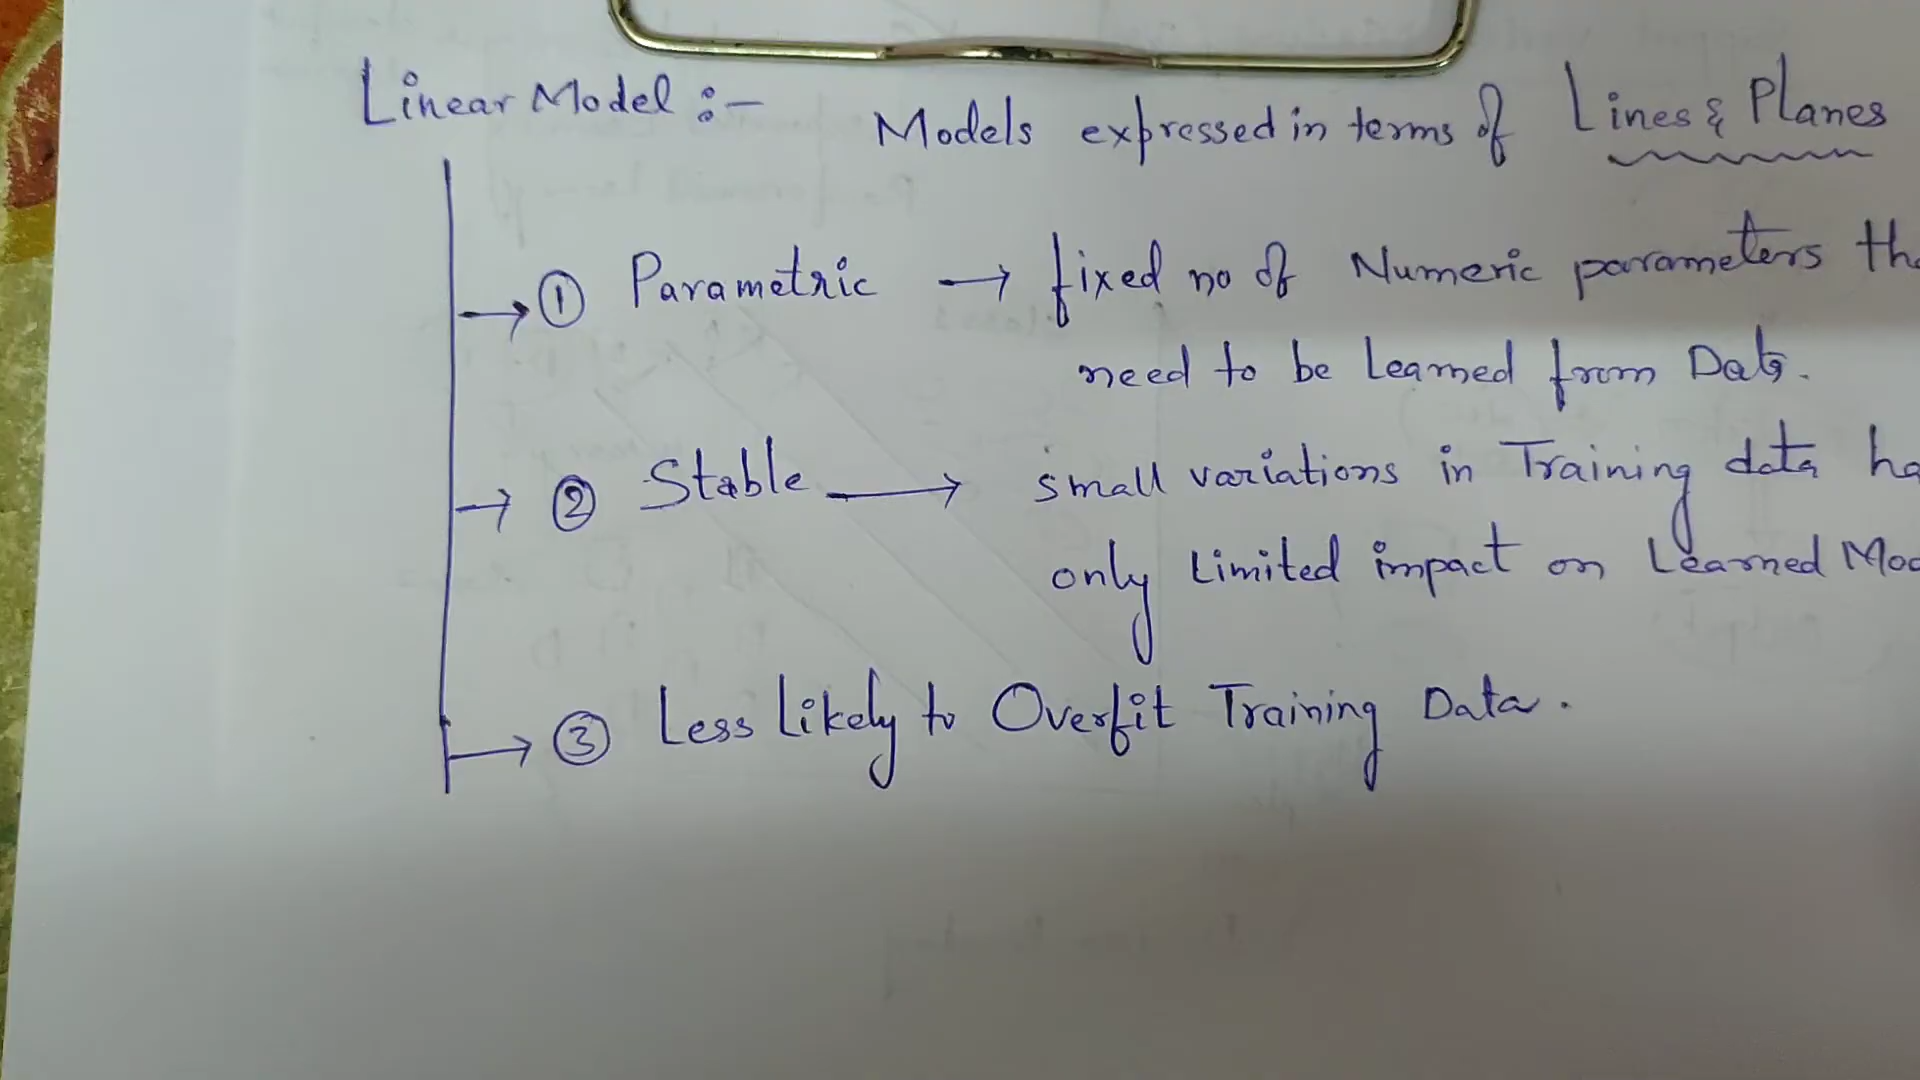 Linear Model :-
Models expressed in terms of Lines & Planes
→ ① Parametric → fixed no of Numeric parameters
need to be Learned from Data.
→ ② Stable → small variations in Training data
only Limited impact on Learned
→ ③ Less Likely to Overfit Training Data.